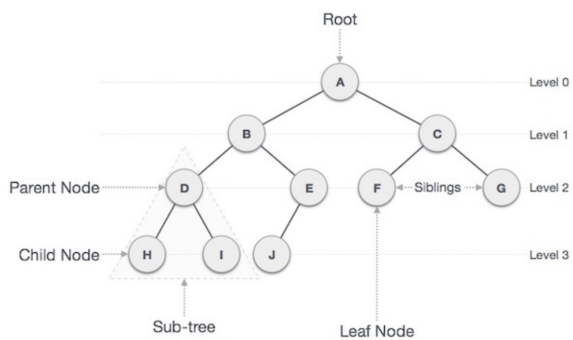 Root
A
Level 0
B
C
Level 1
Parent Node
D
E
F
Siblings
G
Level 2
Child Node
H
I
J
Level 3
Sub-tree
Leaf Node